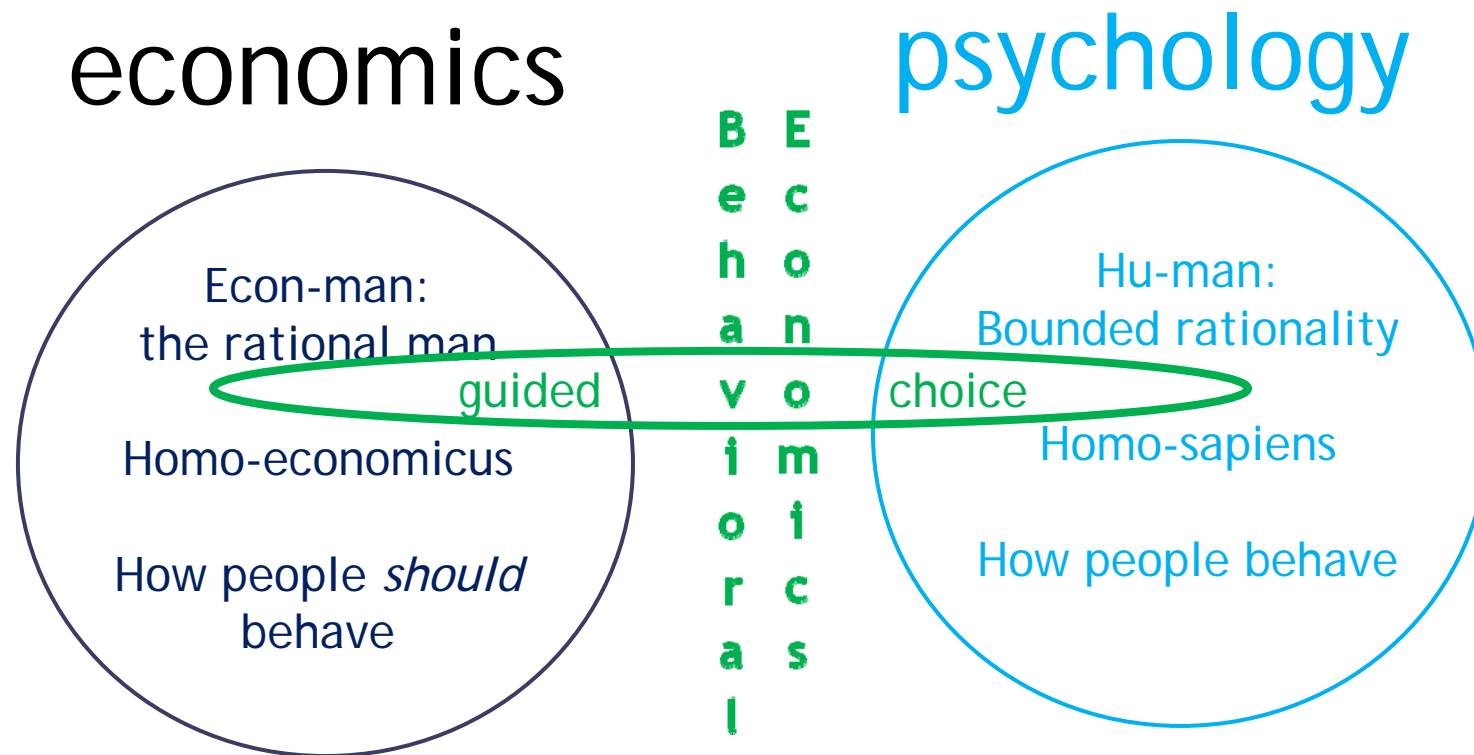 economics
psychology
Behavioral
Economics
Econ-man:
the rational man
guided choice
Homo-economicus
How people should
behave
Hu-man:
Bounded rationality
Homo-sapiens
How people behave